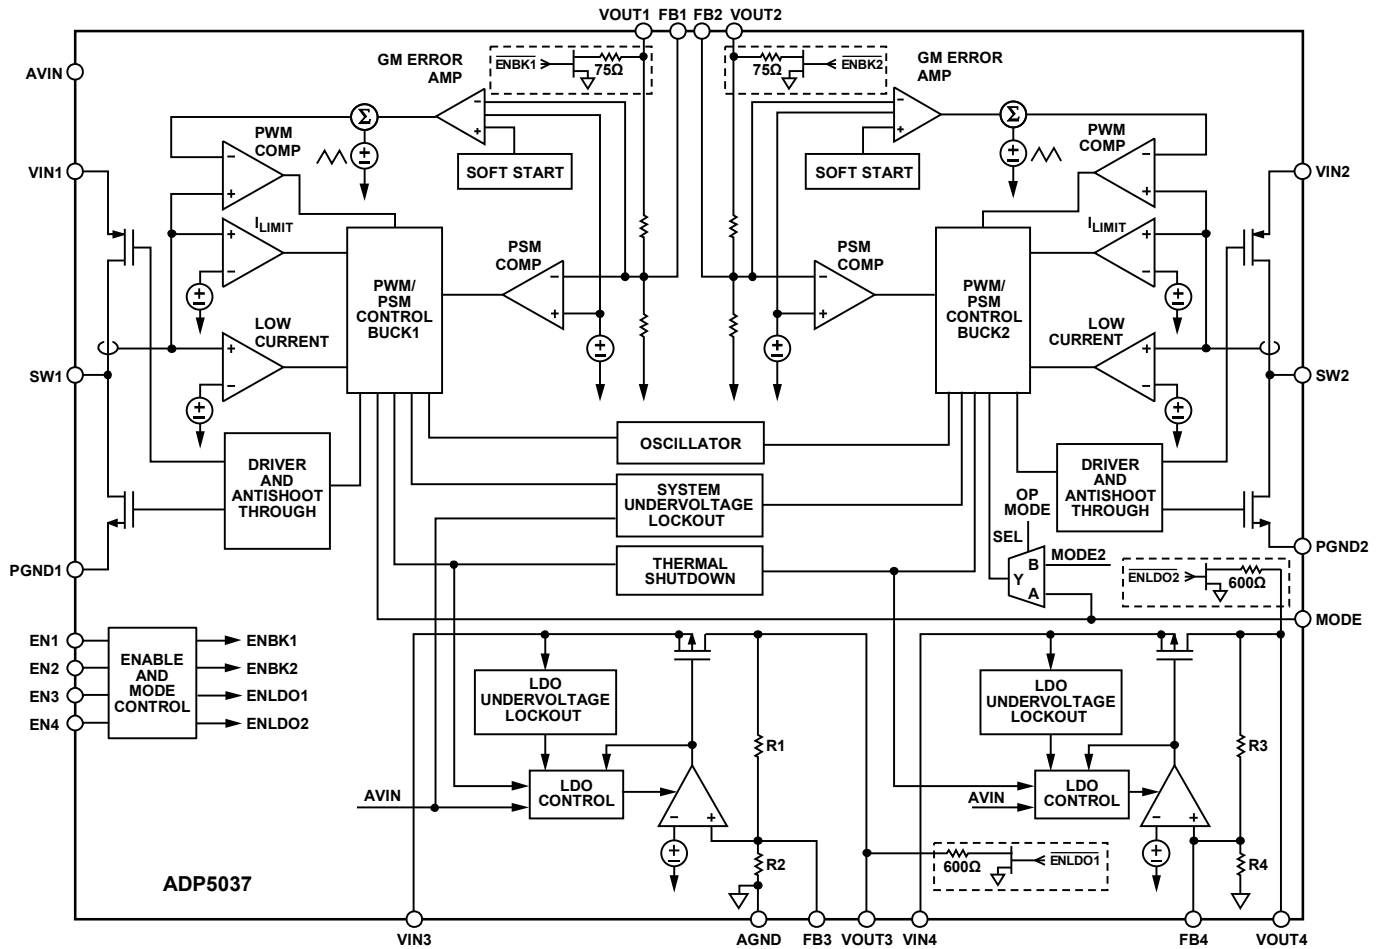 VOUT1 FB1 FB2 VOUT2
AVIN
GM ERROR
AMP
ENBK1
75Ω
75Ω
ENBK2
GM ERROR
AMP
PWM
COMP
Σ
SOFT START
SOFT START
Σ
PWM
COMP
VIN1
VIN2
ILIMIT
PSM
COMP
PSM
COMP
ILIMIT
PWM/
PSM
CONTROL
BUCK1
PWM/
PSM
CONTROL
BUCK2
LOW
CURRENT
LOW
CURRENT
SW1
SW2
OSCILLATOR
DRIVER
AND
ANTISHOOT
THROUGH
SYSTEM
UNDERVOLTAGE
LOCKOUT
OP
MODE
SEL
DRIVER
AND
ANTISHOOT
THROUGH
PGND1
THERMAL
SHUTDOWN
B
Y
A
MODE2
ENLDO2
600Ω
PGND2
MODE
EN1
EN2
EN3
EN4
ENABLE
AND
MODE
CONTROL
ENBK1
ENBK2
ENLDO1
ENLDO2
LDO
UNDERVOLTAGE
LOCKOUT
R1
LDO
UNDERVOLTAGE
LOCKOUT
R3
AVIN
LDO
CONTROL
AVIN
LDO
CONTROL
R2
600Ω
ENLDO1
R4
ADP5037
VIN3 AGND FB3 VOUT3 VIN4 FB4 VOUT4